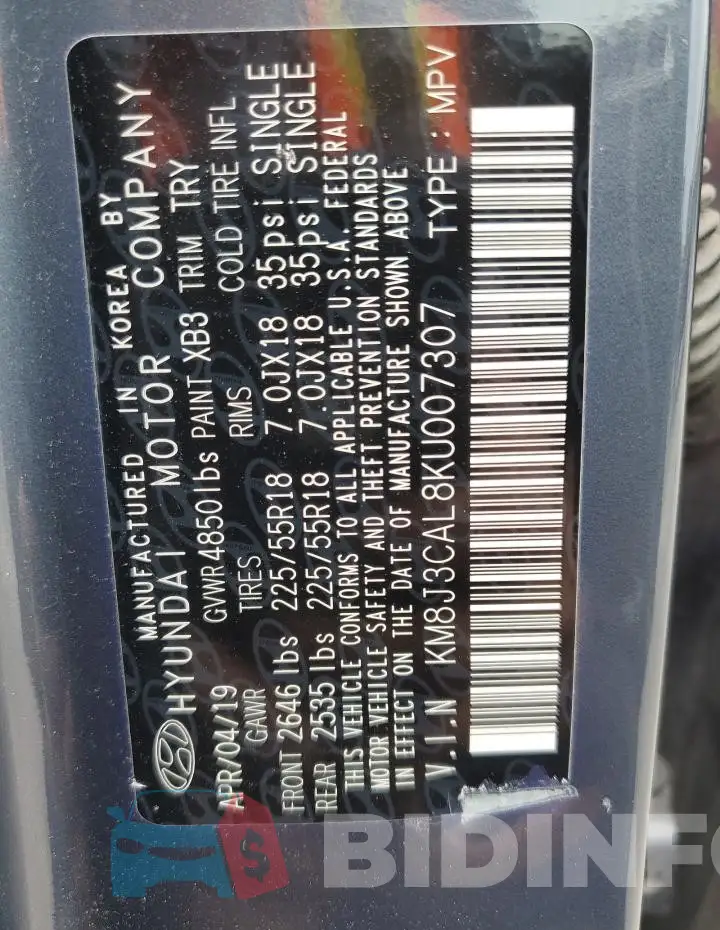 MANUFACTURED IN KOREA BY
HYUNDAI MOTOR COMPANY
APR/04/19 GVWR 4850lbs PAINT XB3 TRIM TRY
GAWR TIRES RIMS COLD TIRE INFL
FRONT 2646 lbs 225/55R18 7.0JX18 35psi SINGLE
REAR 2535 lbs 225/55R18 7.0JX18 35psi SINGLE
THIS VEHICLE CONFORMS TO ALL APPLICABLE U.S.A. FEDERAL
MOTOR VEHICLE SAFETY AND THEFT PREVENTION STANDARDS
IN EFFECT ON THE DATE OF MANUFACTURE SHOWN ABOVE
V.I.N KM8J3CAL8KU007307 TYPE : MPV
$ BIDINFO